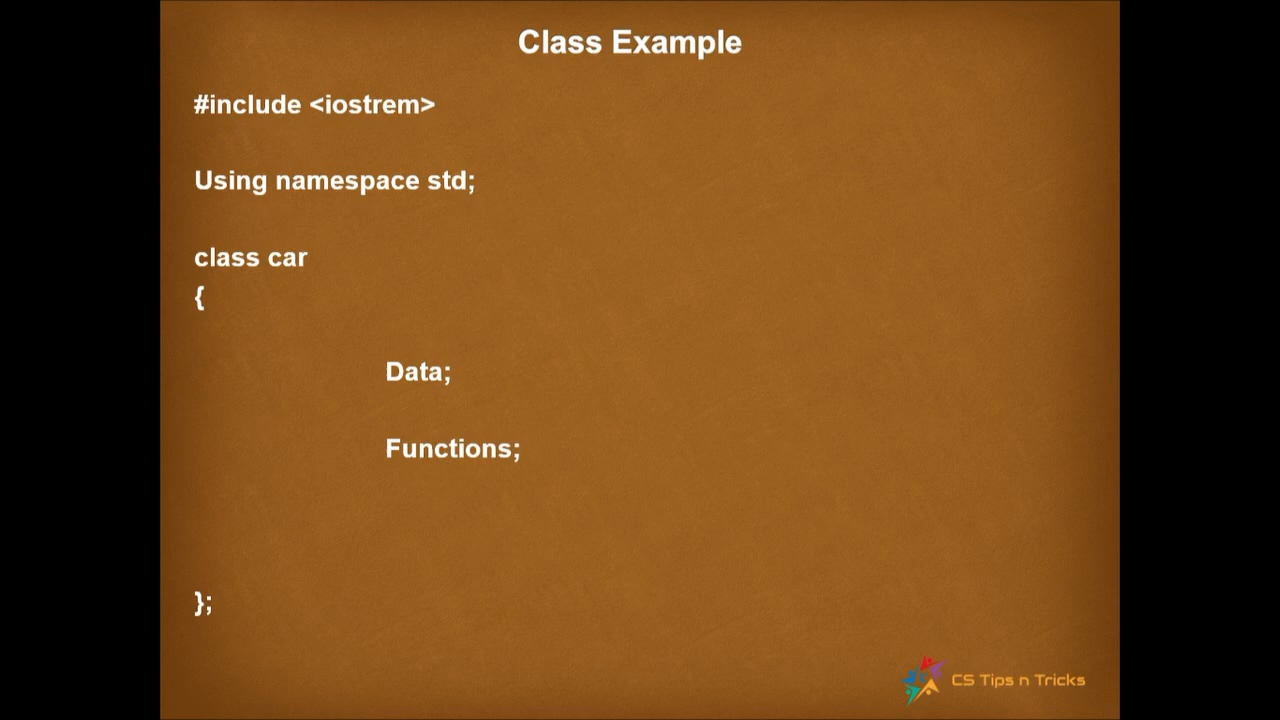 Class Example
#include <iostrem>
Using namespace std;
class car
{
Data;
Functions;
};
CS Tips n Tricks